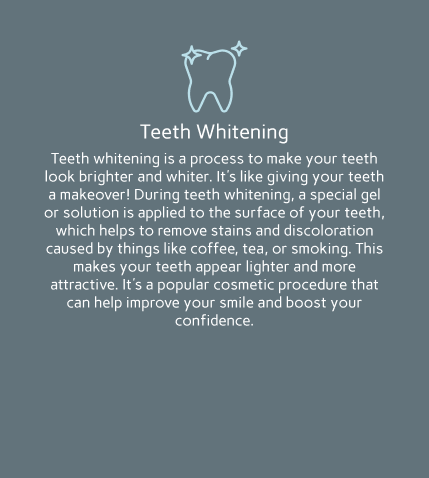 Teeth Whitening
Teeth whitening is a process to make your teeth
look brighter and whiter. It's like giving your teeth
a makeover! During teeth whitening, a special gel
or solution is applied to the surface of your teeth,
which helps to remove stains and discoloration
caused by things like coffee, tea, or smoking. This
makes your teeth appear lighter and more
attractive. It's a popular cosmetic procedure that
can help improve your smile and boost your
confidence.